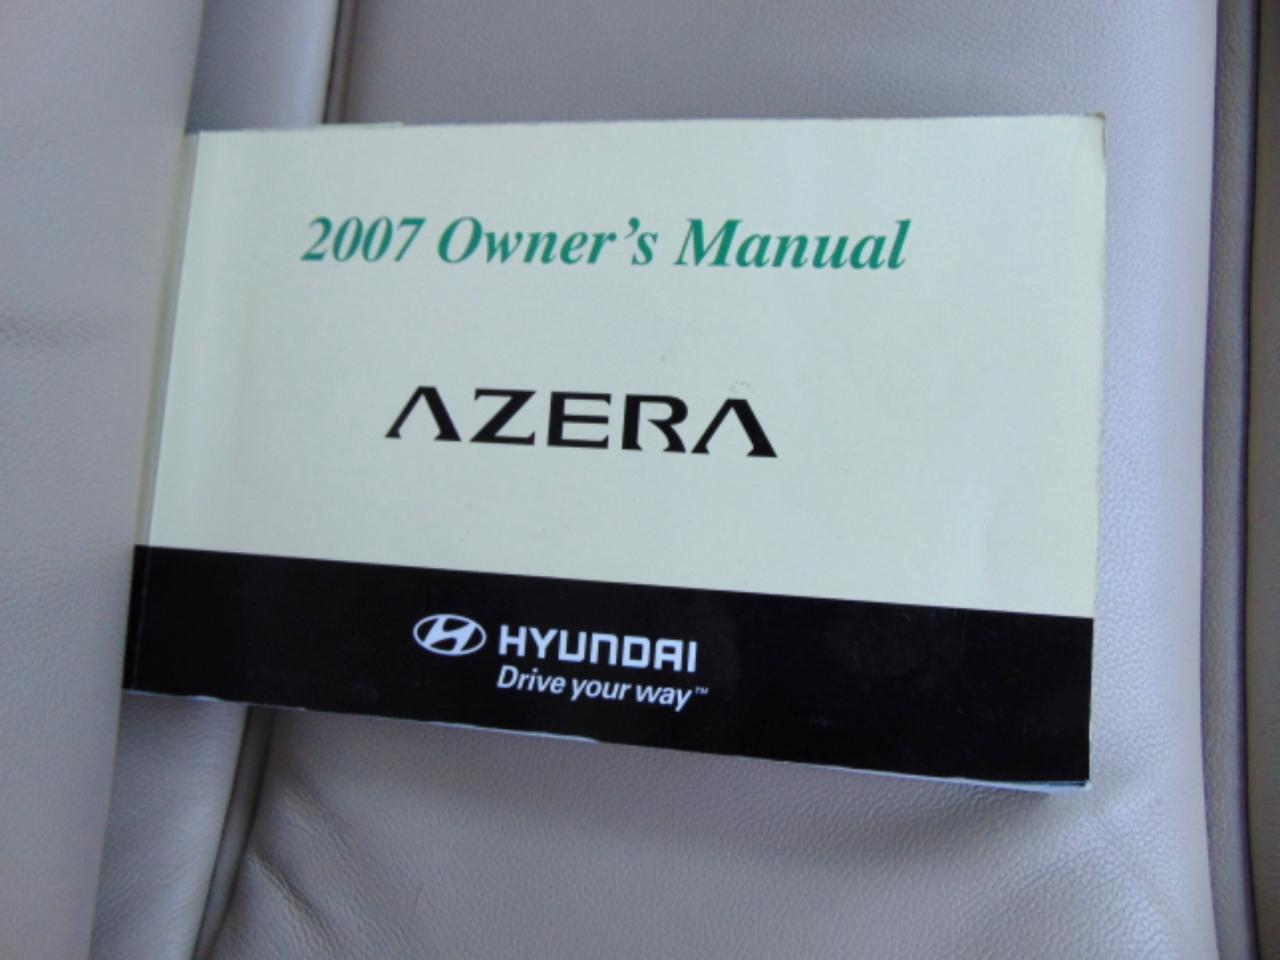 2007 Owner's Manual
AZERA
HYUNDAI
Drive your way™